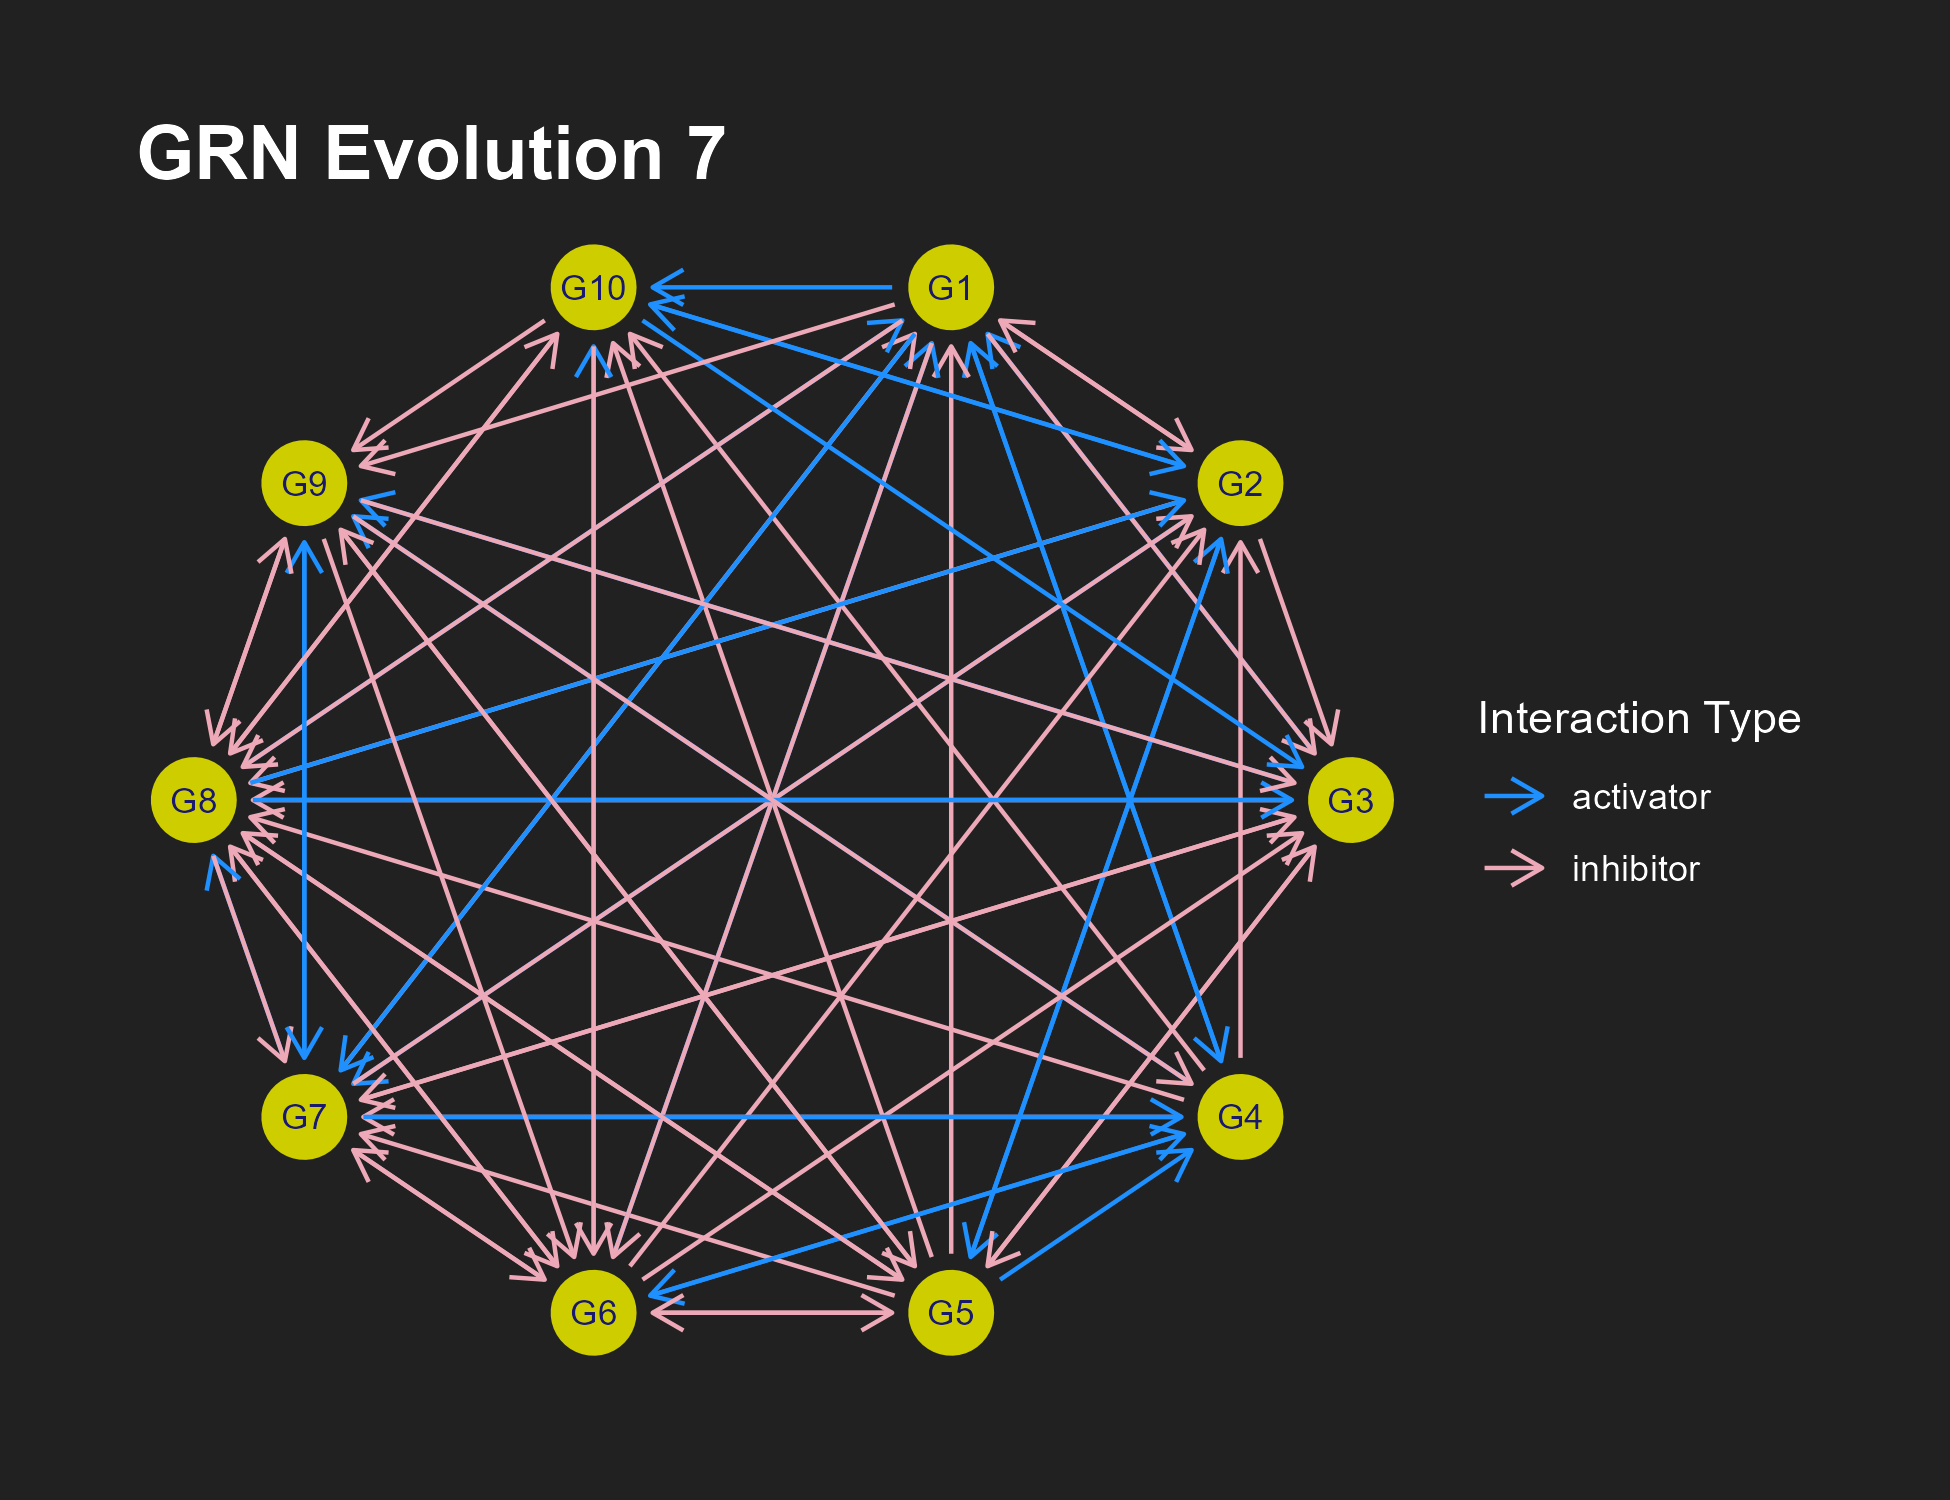 GRN Evolution 7
G10
G1
G9
G2
G8
G3
G7
G4
G6
G5
Interaction Type
activator
inhibitor